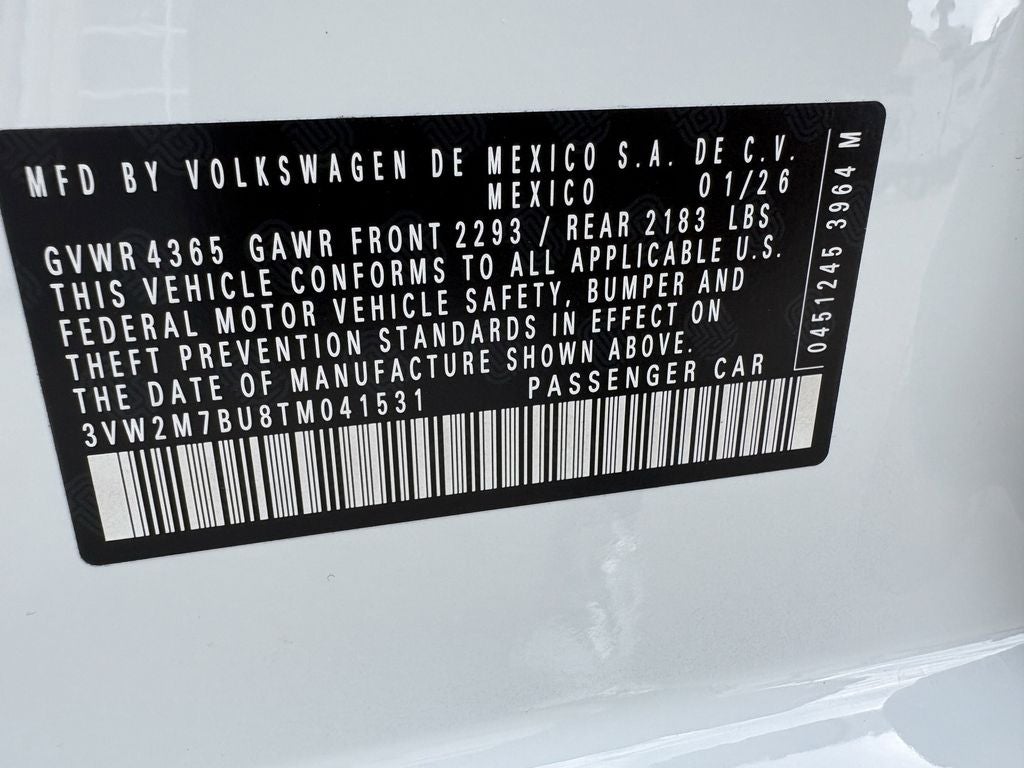 MFD BY VOLKSWAGEN DE MEXICO S.A. DE C.V.
MEXICO 01/26
GVWR 4365 GAWR FRONT 2293 / REAR 2183 LBS
THIS VEHICLE CONFORMS TO ALL APPLICABLE U.S.
FEDERAL MOTOR VEHICLE SAFETY, BUMPER AND
THEFT PREVENTION STANDARDS IN EFFECT ON
THE DATE OF MANUFACTURE SHOWN ABOVE.
3VW2M7BU8TM041531 PASSENGER CAR
0451245 3964 M